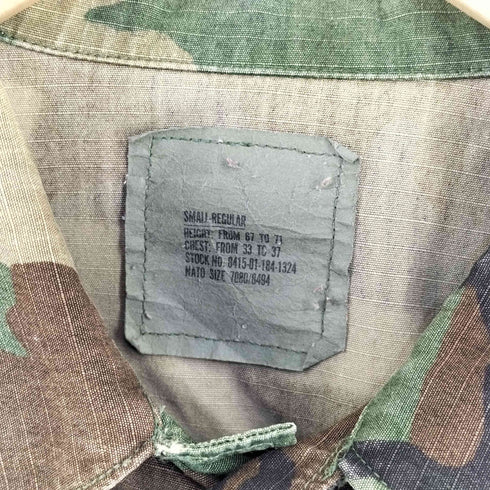 SMALL-REGULAR
HEIGHT: FROM 67 TO 71
CHEST: FROM 33 TO 37
STOCK NO. 8415-01-184-1324
NATO SIZE 7080/8494